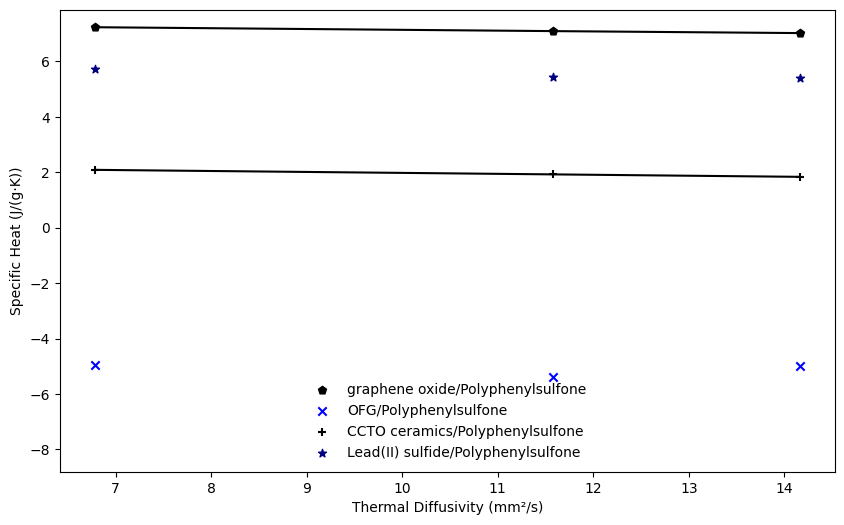 6
4
2
0
−2
−4
−6
−8
Specific Heat (J/(g·K))
graphene oxide/Polyphenylsulfone
OFG/Polyphenylsulfone
CCTO ceramics/Polyphenylsulfone
Lead(II) sulfide/Polyphenylsulfone
7 8 9 10 11 12 13 14
Thermal Diffusivity (mm²/s)